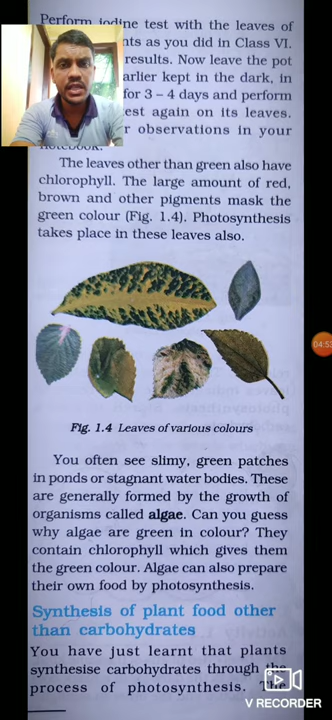 Perform iodine test with the leaves of
nts as you did in Class VI.
results. Now leave the pot
arlier kept in the dark, in
for 3 – 4 days and perform
est again on its leaves.
r observations in your
notebook.
The leaves other than green also have
chlorophyll. The large amount of red,
brown and other pigments mask the
green colour (Fig. 1.4). Photosynthesis
takes place in these leaves also.
04:53
Fig. 1.4 Leaves of various colours
You often see slimy, green patches
in ponds or stagnant water bodies. These
are generally formed by the growth of
organisms called algae. Can you guess
why algae are green in colour? They
contain chlorophyll which gives them
the green colour. Algae can also prepare
their own food by photosynthesis.
Synthesis of plant food other
than carbohydrates
You have just learnt that plants
synthesise carbohydrates through the
process of photosynthesis. The
V RECORDER